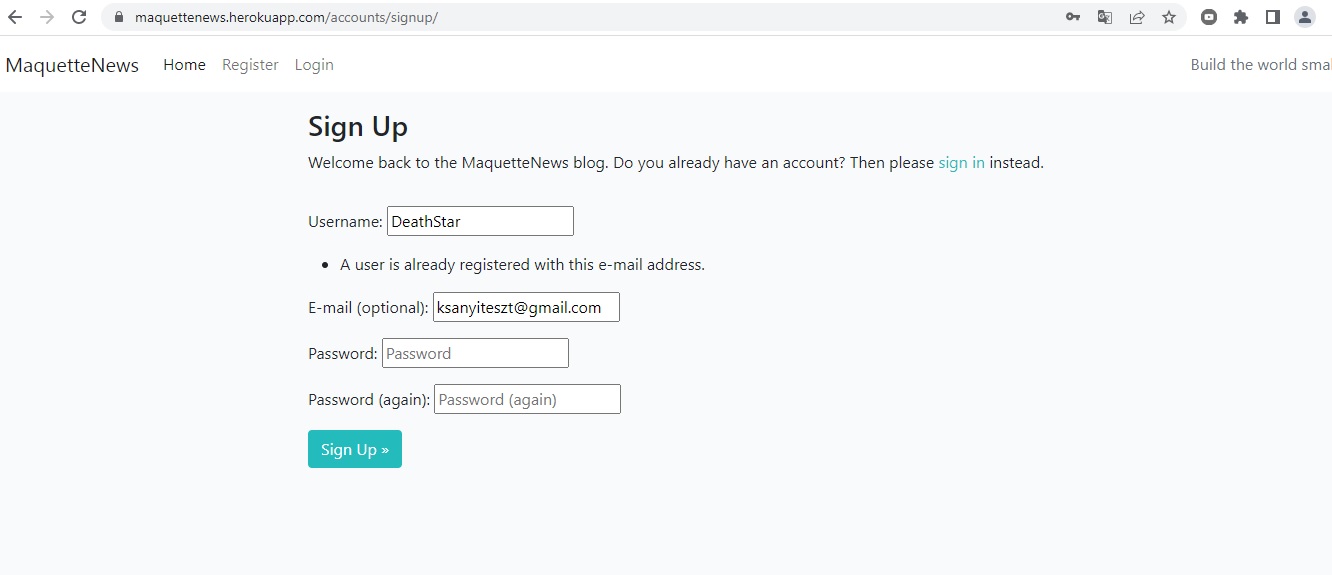 maquettenews.herokuapp.com/accounts/signup/
MaquetteNews Home Register Login Build the world smal
Sign Up
Welcome back to the MaquetteNews blog. Do you already have an account? Then please sign in instead.
Username: DeathStar
• A user is already registered with this e-mail address.
E-mail (optional): ksanyiteszt@gmail.com
Password: Password
Password (again): Password (again)
Sign Up »